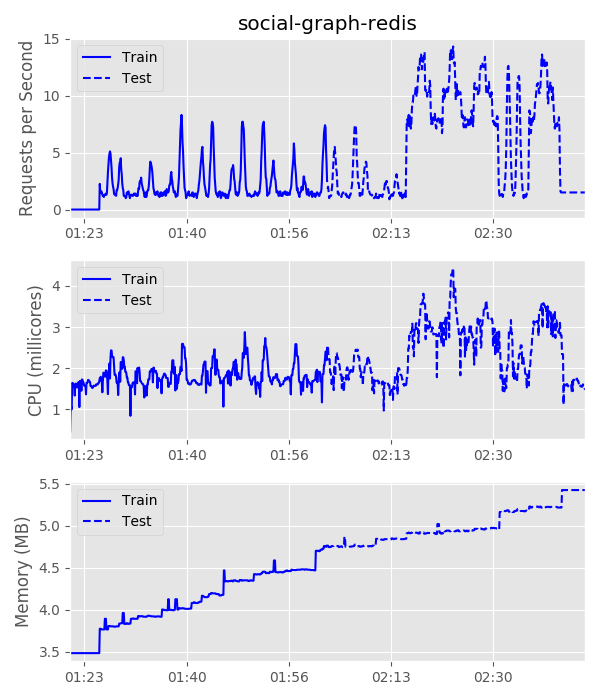 social-graph-redis
Requests per Second
15
10
5
0
Train
Test
01:23 01:40 01:56 02:13 02:30
CPU (millicores)
4
3
2
1
Train
Test
01:23 01:40 01:56 02:13 02:30
Memory (MB)
5.5
5.0
4.5
4.0
3.5
Train
Test
01:23 01:40 01:56 02:13 02:30